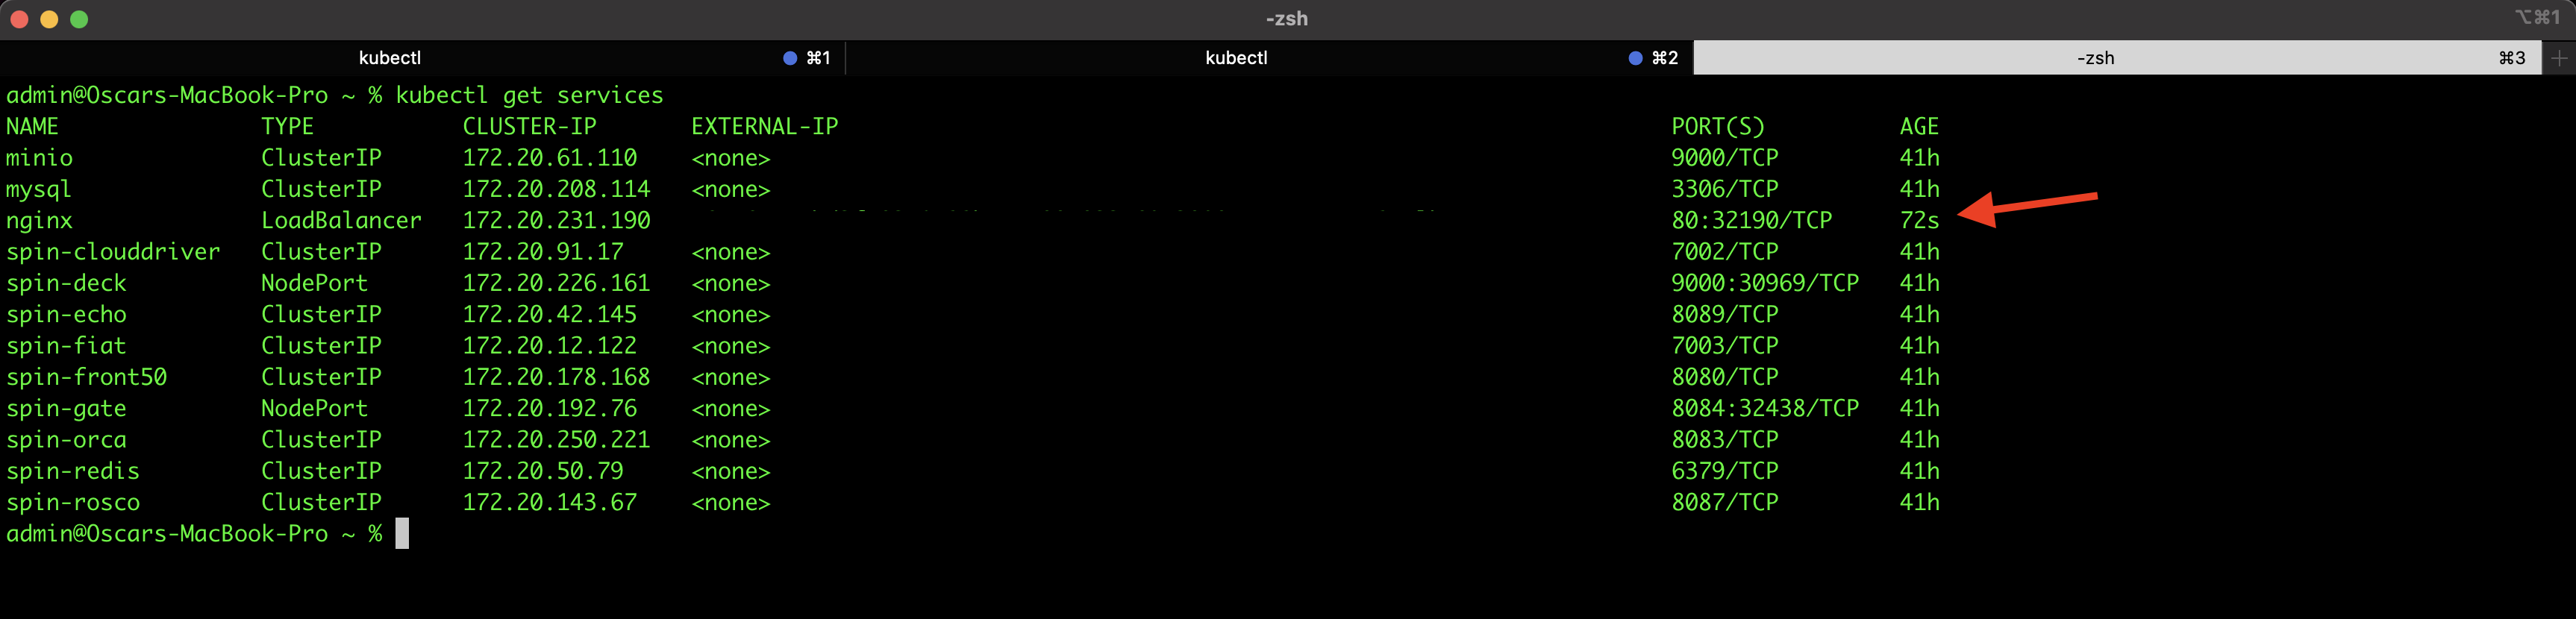 -zsh ⌥⌘1
kubectl ⌘1 kubectl ⌘2 -zsh ⌘3 +
admin@Oscars-MacBook-Pro ~ % kubectl get services
NAME TYPE CLUSTER-IP EXTERNAL-IP PORT(S) AGE
minio ClusterIP 172.20.61.110 <none> 9000/TCP 41h
mysql ClusterIP 172.20.208.114 <none> 3306/TCP 41h
nginx LoadBalancer 172.20.231.190 80:32190/TCP 72s
spin-clouddriver ClusterIP 172.20.91.17 <none> 7002/TCP 41h
spin-deck NodePort 172.20.226.161 <none> 9000:30969/TCP 41h
spin-echo ClusterIP 172.20.42.145 <none> 8089/TCP 41h
spin-fiat ClusterIP 172.20.12.122 <none> 7003/TCP 41h
spin-front50 ClusterIP 172.20.178.168 <none> 8080/TCP 41h
spin-gate NodePort 172.20.192.76 <none> 8084:32438/TCP 41h
spin-orca ClusterIP 172.20.250.221 <none> 8083/TCP 41h
spin-redis ClusterIP 172.20.50.79 <none> 6379/TCP 41h
spin-rosco ClusterIP 172.20.143.67 <none> 8087/TCP 41h
admin@Oscars-MacBook-Pro ~ %